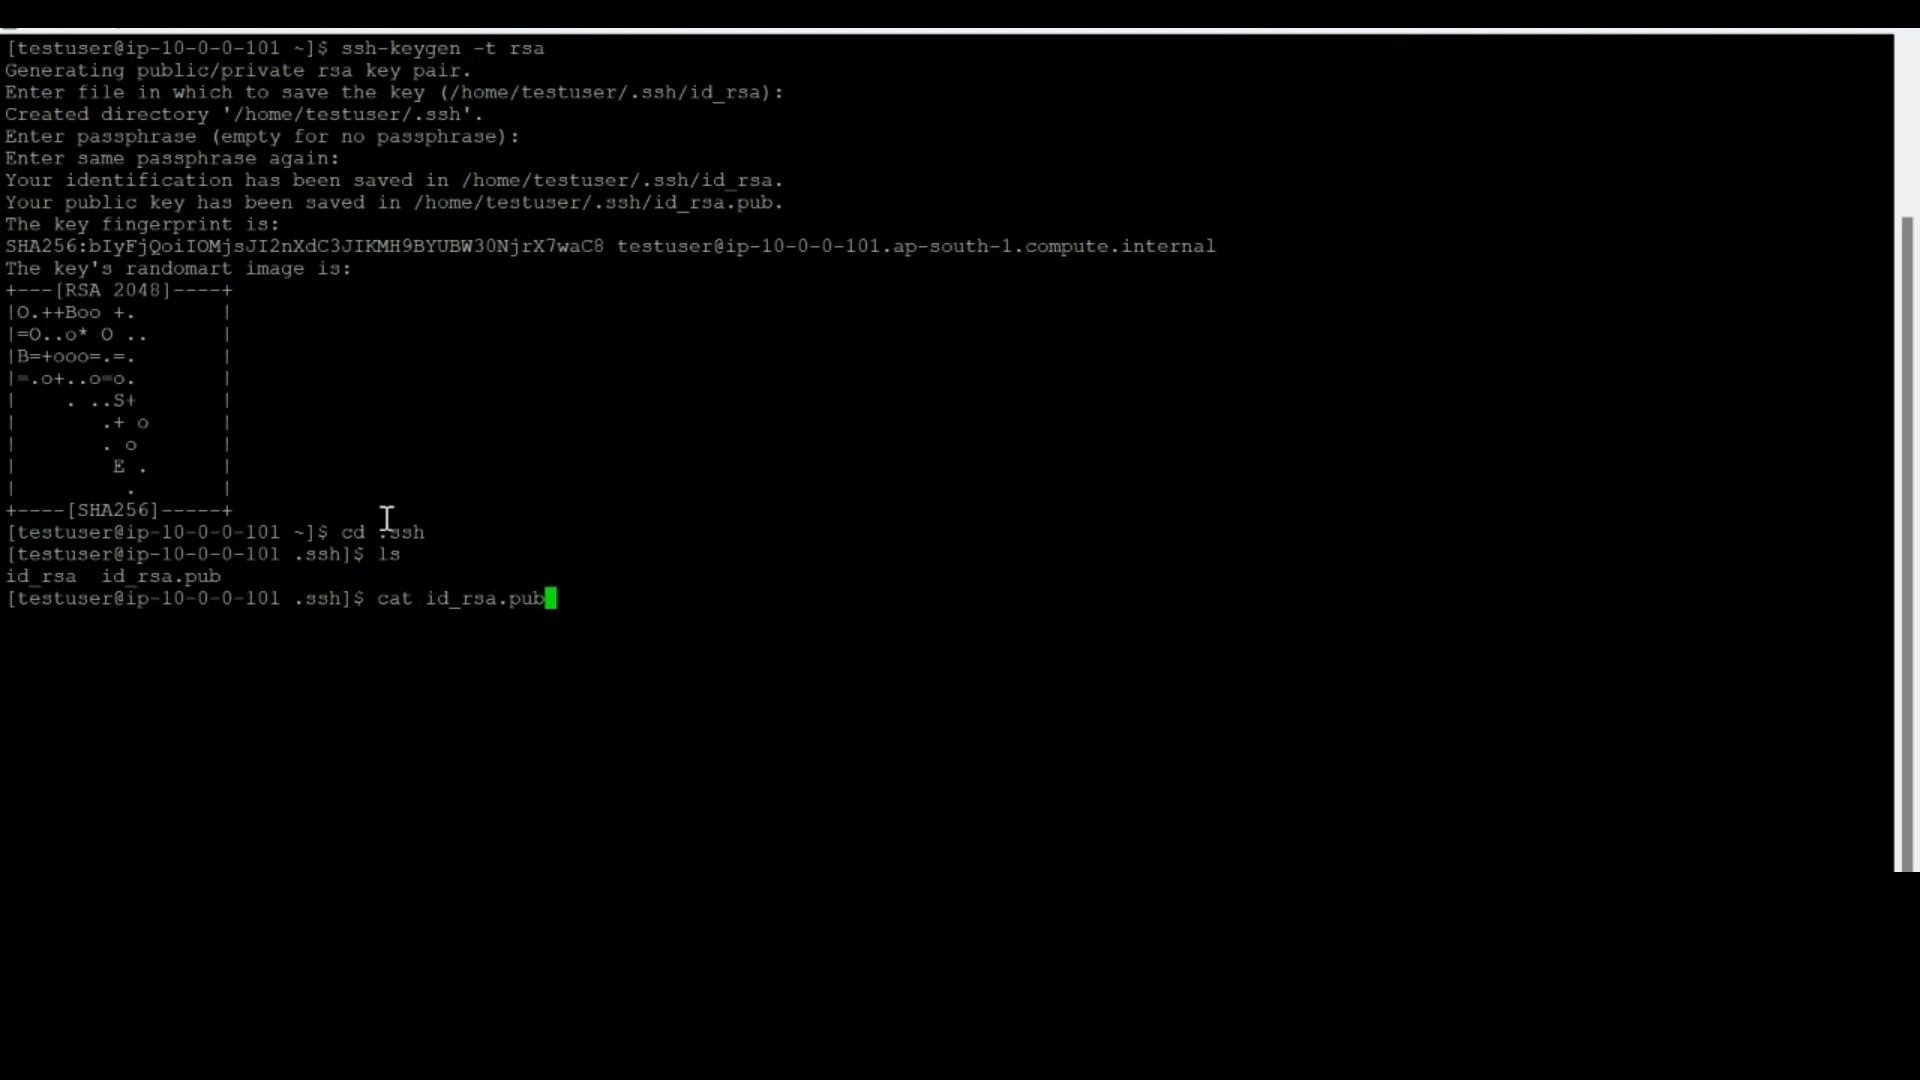 [testuser@ip-10-0-0-101 ~]$ ssh-keygen -t rsa
Generating public/private rsa key pair.
Enter file in which to save the key (/home/testuser/.ssh/id_rsa):
Created directory '/home/testuser/.ssh'.
Enter passphrase (empty for no passphrase):
Enter same passphrase again:
Your identification has been saved in /home/testuser/.ssh/id_rsa.
Your public key has been saved in /home/testuser/.ssh/id_rsa.pub.
The key fingerprint is:
SHA256:bIyFjQoiIOMjsJI2nXdC3JIKMH9BYUBW30NjrX7waC8 testuser@ip-10-0-0-101.ap-south-1.compute.internal
The key's randomart image is:
+---[RSA 2048]----+
|O.++Boo +.       |
|=O..o* O ..      |
|B=+ooo=.=.       |
|=.o+..o=o.       |
|    . ..S+       |
|       .+ o      |
|       . o       |
|        E .      |
|         .       |
+----[SHA256]-----+
[testuser@ip-10-0-0-101 ~]$ cd .ssh
[testuser@ip-10-0-0-101 .ssh]$ ls
id_rsa  id_rsa.pub
[testuser@ip-10-0-0-101 .ssh]$ cat id_rsa.pub